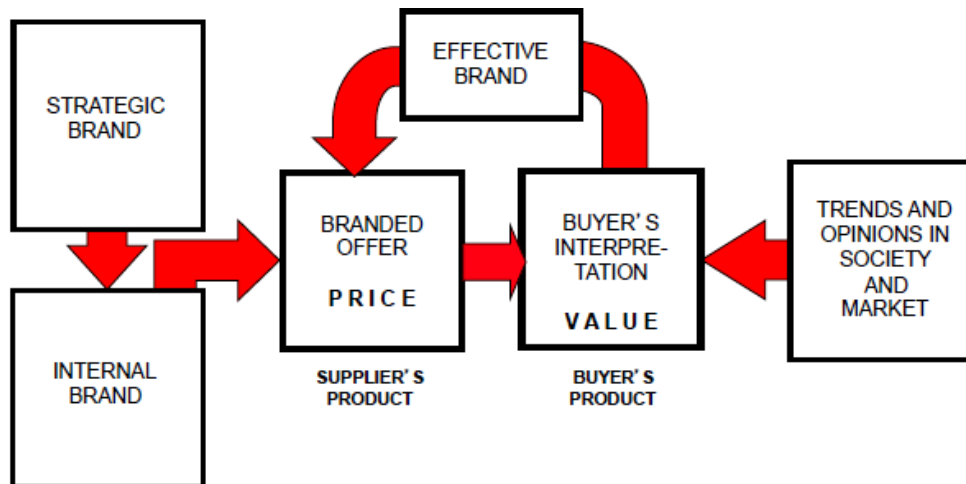 EFFECTIVE
BRAND
STRATEGIC
BRAND
BRANDED
OFFER
PRICE
BUYER'S
INTERPRE-
TATION
VALUE
TRENDS AND
OPINIONS IN
SOCIETY
AND
MARKET
INTERNAL
BRAND
SUPPLIER'S
PRODUCT
BUYER'S
PRODUCT